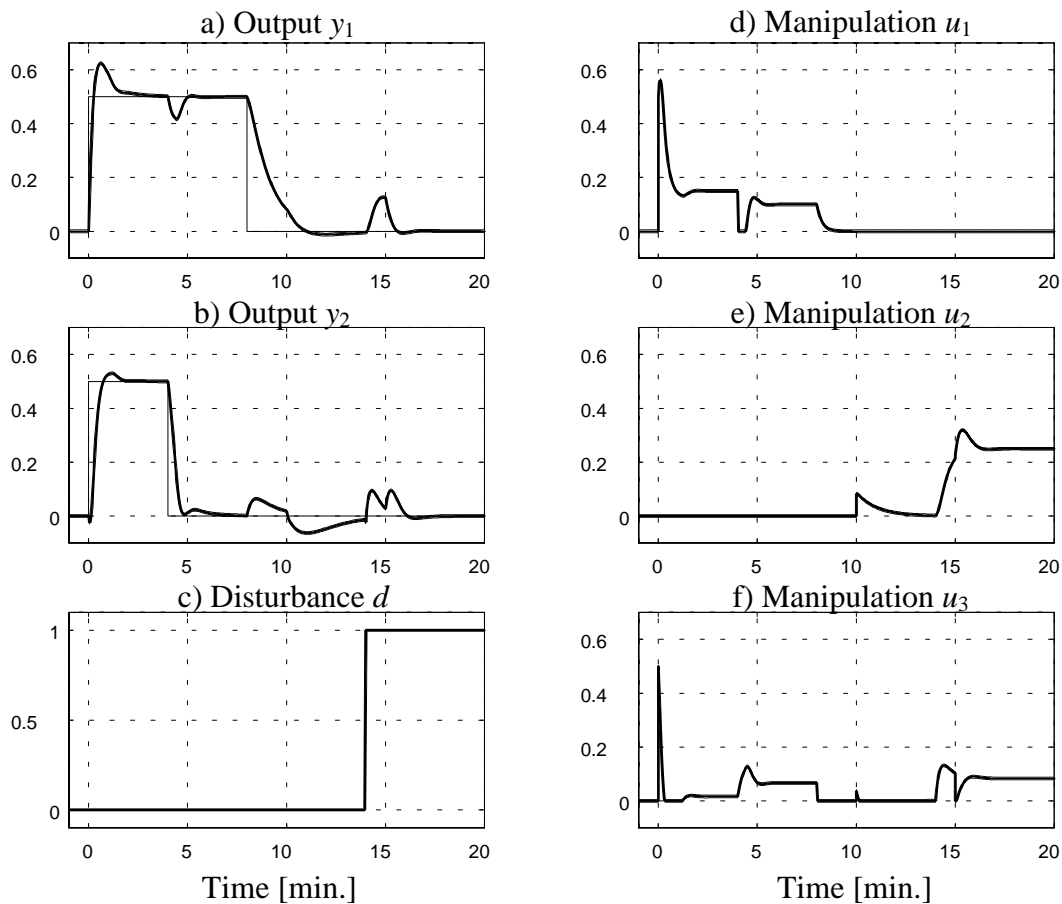 a) Output y1
0.6
0.4
0.2
0
0 5 10 15 20
b) Output y2
0.6
0.4
0.2
0
0 5 10 15 20
c) Disturbance d
1
0.5
0
0 5 10 15 20
Time [min.]
d) Manipulation u1
0.6
0.4
0.2
0
0 5 10 15 20
e) Manipulation u2
0.6
0.4
0.2
0
0 5 10 15 20
f) Manipulation u3
0.6
0.4
0.2
0
0 5 10 15 20
Time [min.]